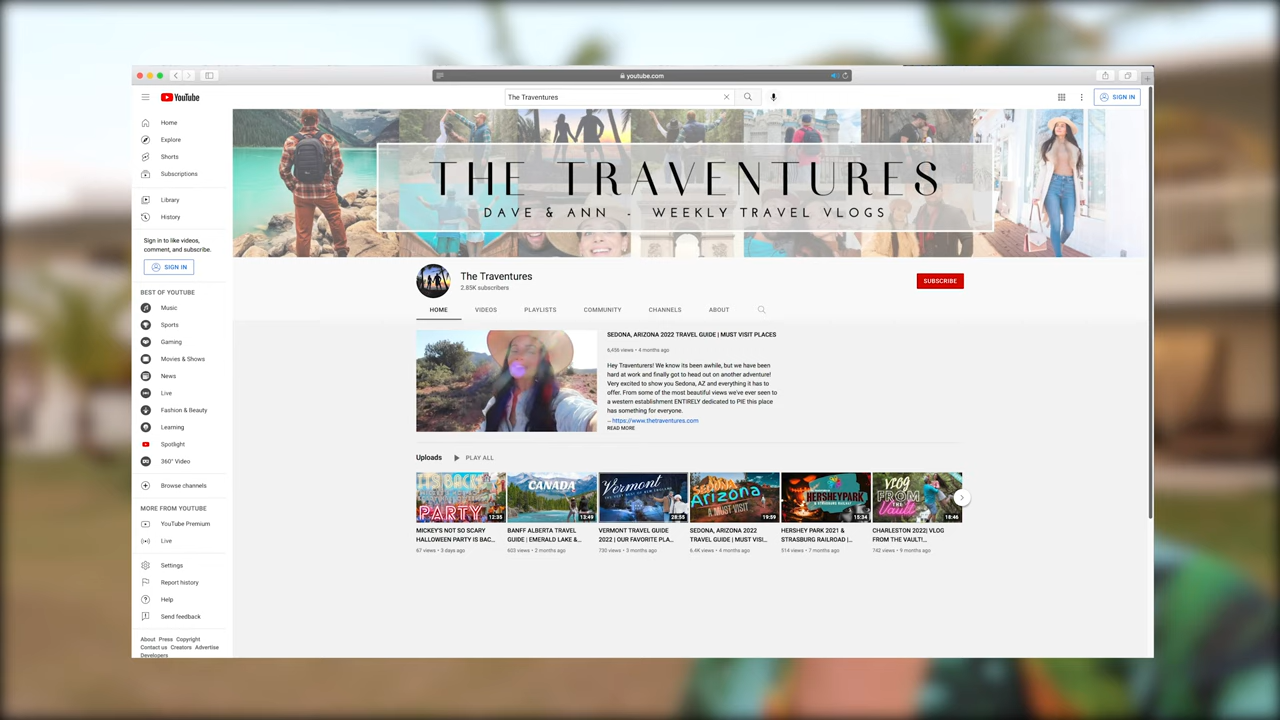 youtube.com
YouTube
The Traventures
SIGN IN
Home
Explore
Shorts
Subscriptions
Library
History
Sign in to like videos,
comment, and subscribe.
SIGN IN
BEST OF YOUTUBE
Music
Sports
Gaming
Movies & Shows
News
Live
Fashion & Beauty
Learning
Spotlight
360° Video
Browse channels
MORE FROM YOUTUBE
YouTube Premium
Live
Settings
Report history
Help
Send feedback
About Press Copyright
Contact us Creators Advertise
Developers
THE TRAVENTURES
DAVE & ANN - WEEKLY TRAVEL VLOGS
The Traventures
2.85K subscribers
SUBSCRIBE
HOME VIDEOS PLAYLISTS COMMUNITY CHANNELS ABOUT
SEDONA, ARIZONA 2022 TRAVEL GUIDE | MUST VISIT PLACES
6,456 views • 4 months ago
Hey Traventurers! We know its been awhile, but we have been
hard at work and finally got to head out on another adventure!
Very excited to show you Sedona, AZ and everything it has to
offer. From some of the most beautiful views we've ever seen to
a western establishment ENTIRELY dedicated to PIE this place
has something for everyone.
--https://www.thetraventures.com
READ MORE
Uploads PLAY ALL
IT'S BACK
PARTY
12:35
MICKEY'S NOT SO SCARY
HALLOWEEN PARTY IS BAC...
67 views • 3 days ago
CANADA
13:49
BANFF ALBERTA TRAVEL
GUIDE | EMERALD LAKE &...
603 views • 2 months ago
Vermont
28:55
VERMONT TRAVEL GUIDE
2022 | OUR FAVORITE PLA...
730 views • 3 months ago
SEDONA
Arizona
A MUST VISIT
19:59
SEDONA, ARIZONA 2022
TRAVEL GUIDE | MUST VISI...
6.4K views • 4 months ago
HERSHEYPARK
& STRASBURG RAILROAD
15:34
HERSHEY PARK 2021 &
STRASBURG RAILROAD |...
514 views • 7 months ago
VLOG
FROM THE
Vault!
18:46
CHARLESTON 2022| VLOG
FROM THE VAULT!...
742 views • 9 months ago